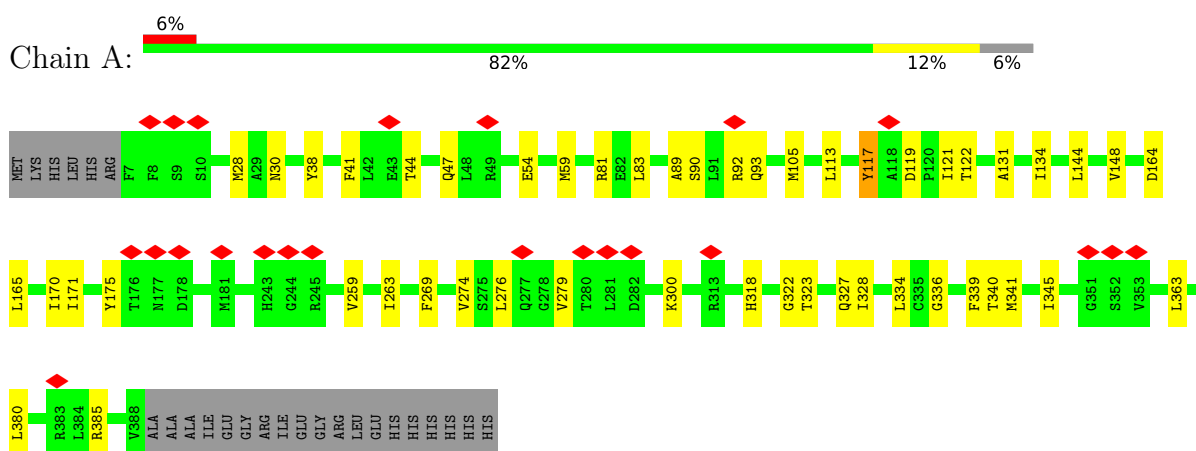 6%
Chain A:
82% 12% 6%
MET LYS HIS LEU HIS ARG F7 F8 S9 S10 M28 A29 N30 Y38 F41 L42 E43 T44 Q47 L48 R49 E54 M59 R81 E82 L83 A89 S90 L91 R92 Q93 M105 L113 Y117 A118 D119 P120 I121 T122 A131 I134 L144 V148 D164
L165 I170 I171 Y175 T176 N177 D178 M181 H243 G244 R245 V259 I263 F269 V274 S275 L276 Q277 G278 V279 T280 L281 D282 K300 R313 H318 G322 T323 Q327 I328 L334 C335 G336 F339 T340 M341 I345 G351 S352 V353 L363
L380 R383 L384 R385 V388 ALA ALA ALA ILE GLU GLY ARG ILE GLU GLY ARG LEU GLU HIS HIS HIS HIS HIS HIS